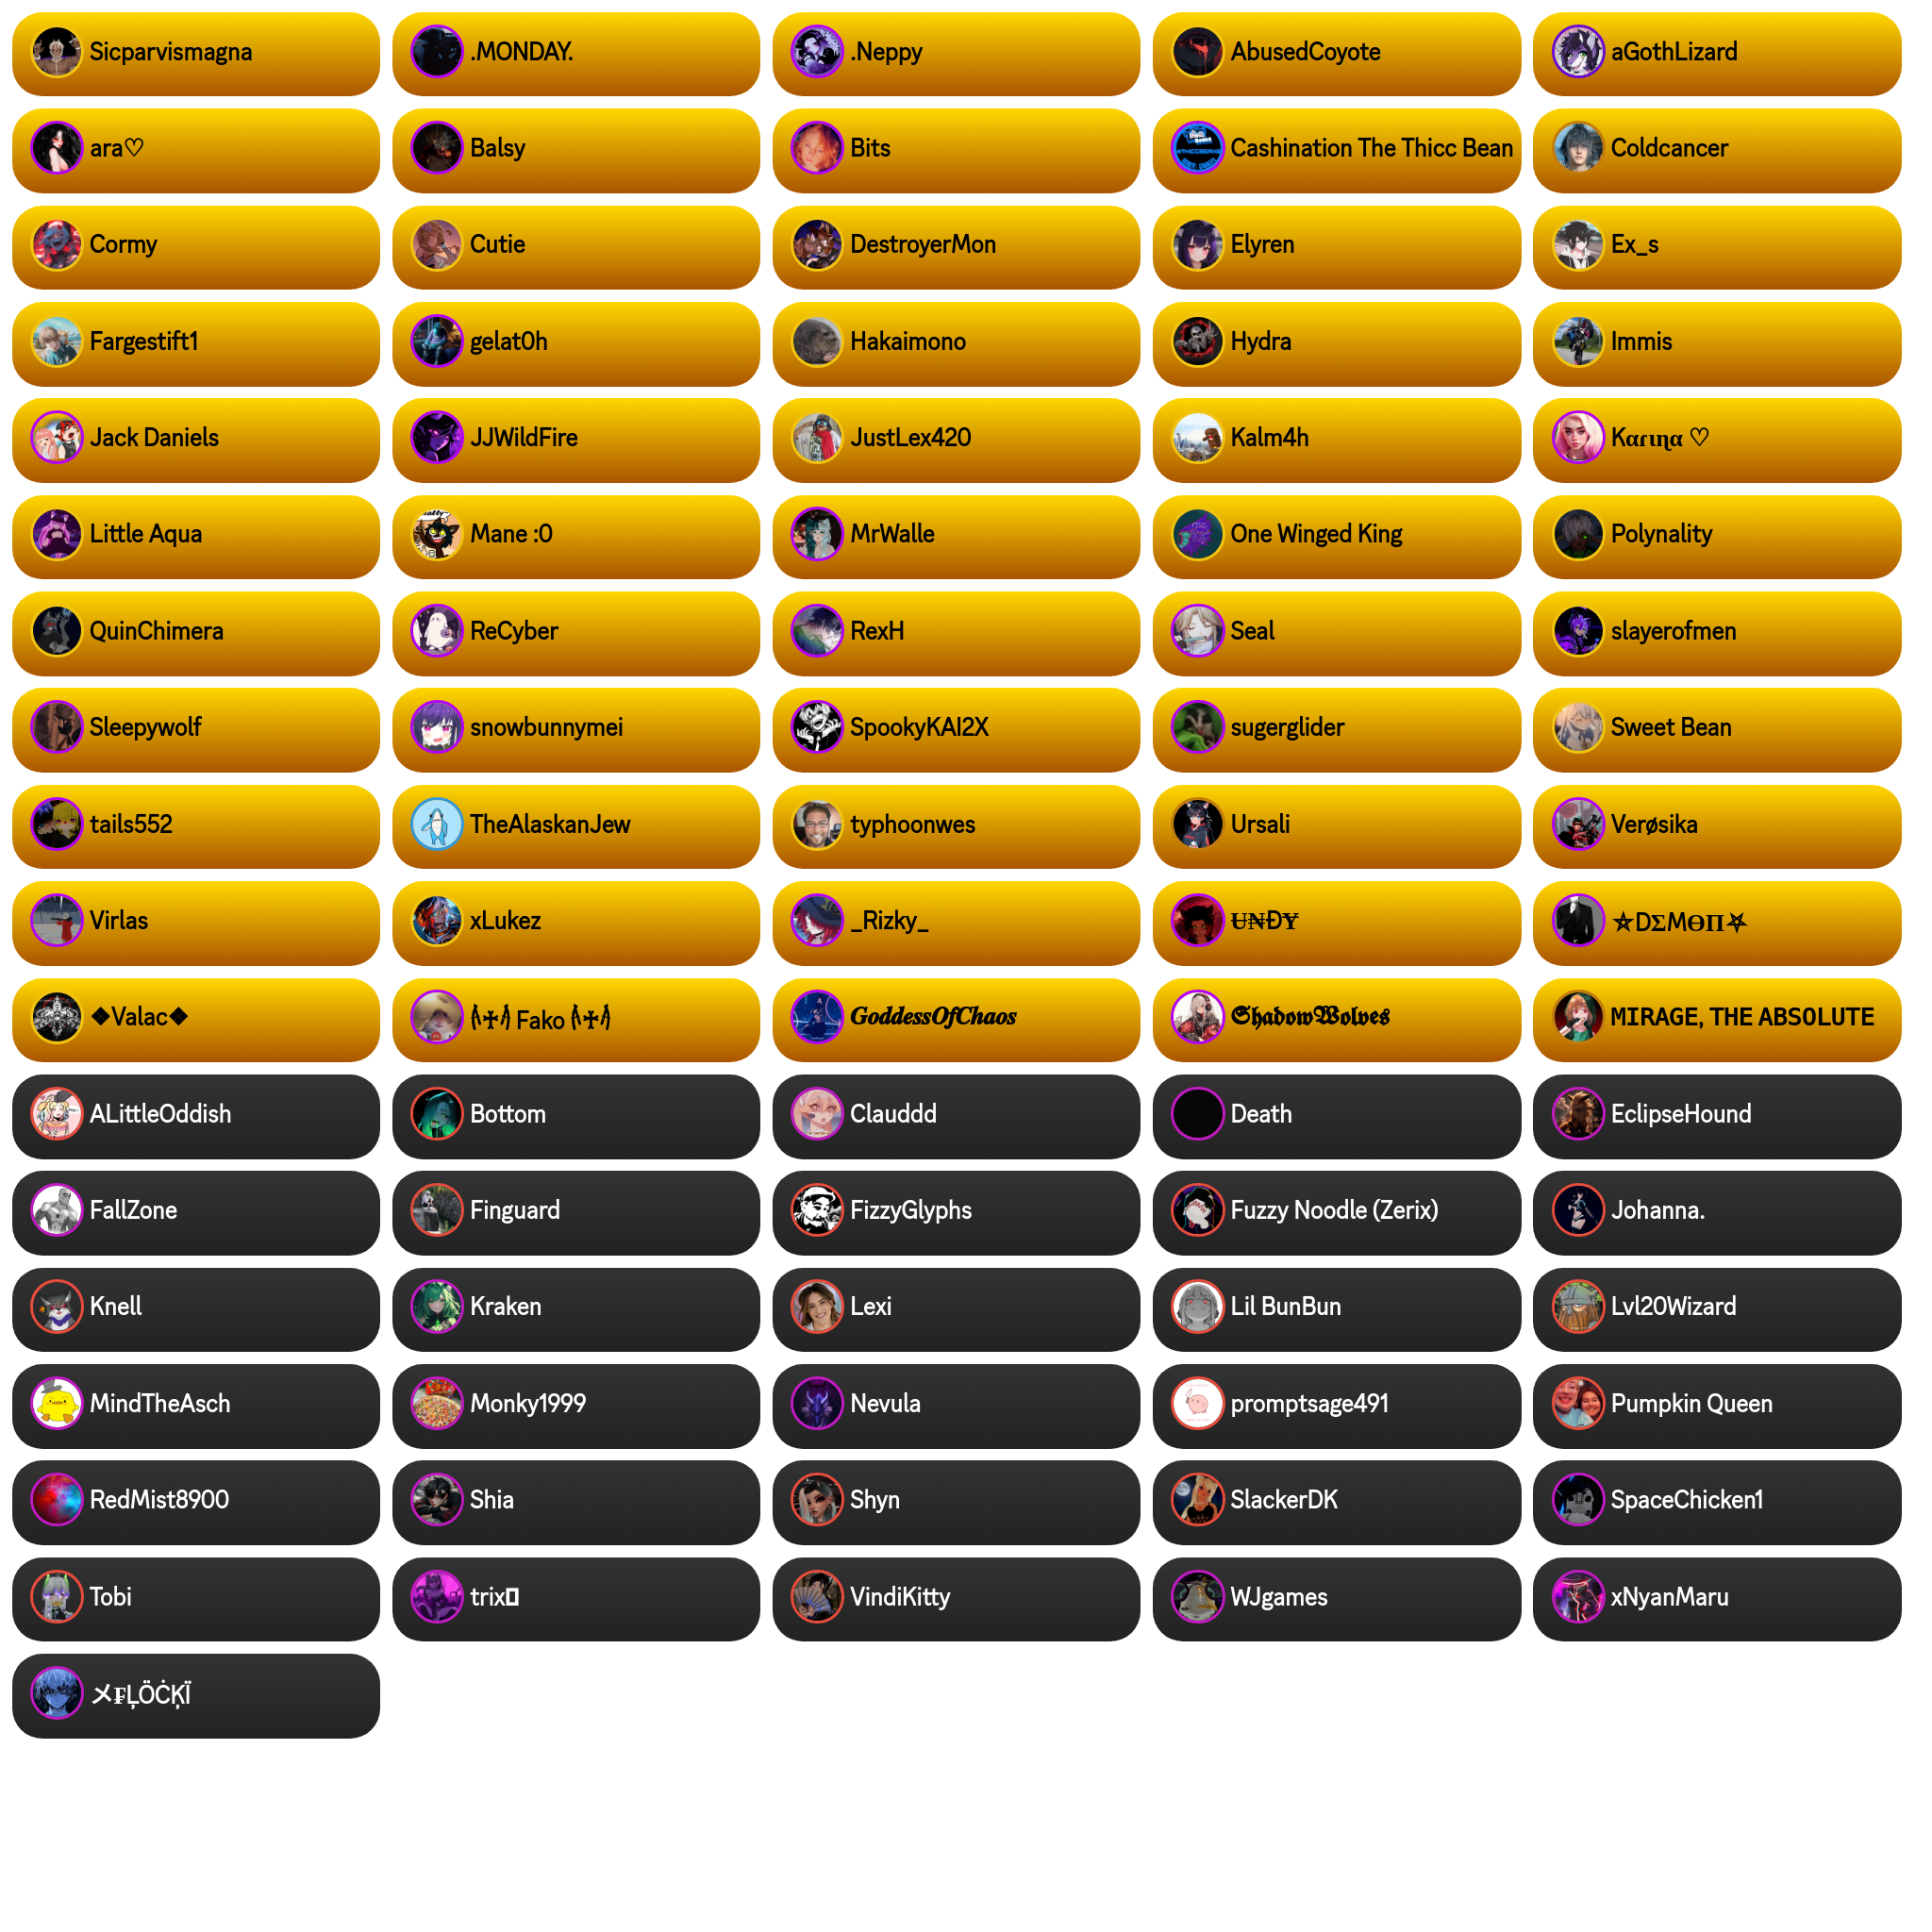 Sicparvismagna
.MONDAY.
.Neppy
AbusedCoyote
aGothLizard
ara♡
Balsy
Bits
Cashination The Thicc Bean
Coldcancer
Cormy
Cutie
DestroyerMon
Elyren
Ex_s
Fargestift1
gelat0h
Hakaimono
Hydra
Immis
Jack Daniels
JJWildFire
JustLex420
Kalm4h
Kαɾιɳα ♡
Little Aqua
Mane :0
MrWalle
One Winged King
Polynality
QuinChimera
ReCyber
RexH
Seal
slayerofmen
Sleepywolf
snowbunnymei
SpookyKAI2X
sugerglider
Sweet Bean
tails552
TheAlaskanJew
typhoonwes
Ursali
Verøsika
Virlas
xLukez
_Rizky_
Ʉ₦ĐɎ
⛤DΣMӨП⛧
❖Valac❖
Fako
𝑮𝒐𝒅𝒅𝒆𝒔𝒔𝑶𝒇𝑪𝒉𝒂𝒐𝒔
𝕾𝖍𝖆𝖉𝖔𝖜𝖂𝖔𝖑𝖛𝖊𝖘
MIRAGE, THE ABSOLUTE
ALittleOddish
Bottom
Clauddd
Death
EclipseHound
FallZone
Finguard
FizzyGlyphs
Fuzzy Noodle (Zerix)
Johanna.
Knell
Kraken
Lexi
Lil BunBun
Lvl20Wizard
MindTheAsch
Monky1999
Nevula
promptsage491
Pumpkin Queen
RedMist8900
Shia
Shyn
SlackerDK
SpaceChicken1
Tobi
trix
VindiKitty
WJgames
xNyanMaru
メ₣ĻÖĊĶÏ